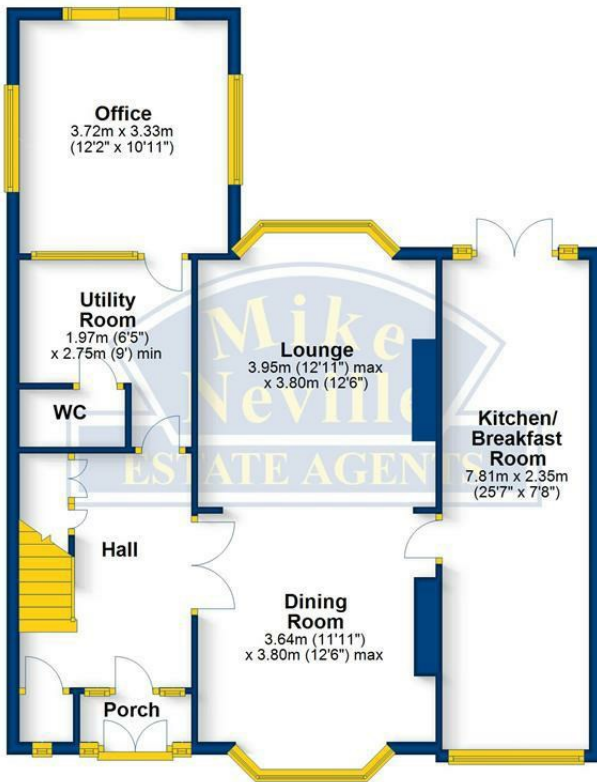 Office
3.72m x 3.33m
(12'2" x 10'11")
Utility
Room
1.97m (6'5")
x 2.75m (9') min
WC
Mike
Neville
ESTATE AGENTS
Lounge
3.95m (12'11") max
x 3.80m (12'6")
Kitchen/
Breakfast
Room
7.81m x 2.35m
(25'7" x 7'8")
Hall
Dining
Room
3.64m (11'11")
x 3.80m (12'6") max
Porch